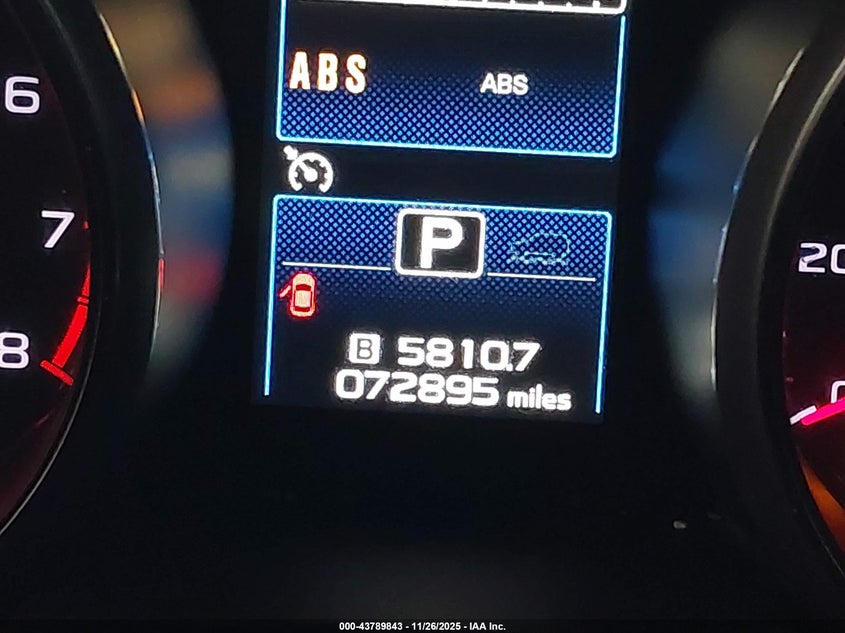 ABS ABS
6
7
P
20
8
B 5810.7
072895 miles
000-43789843 - 11/26/2025 - IAA Inc.